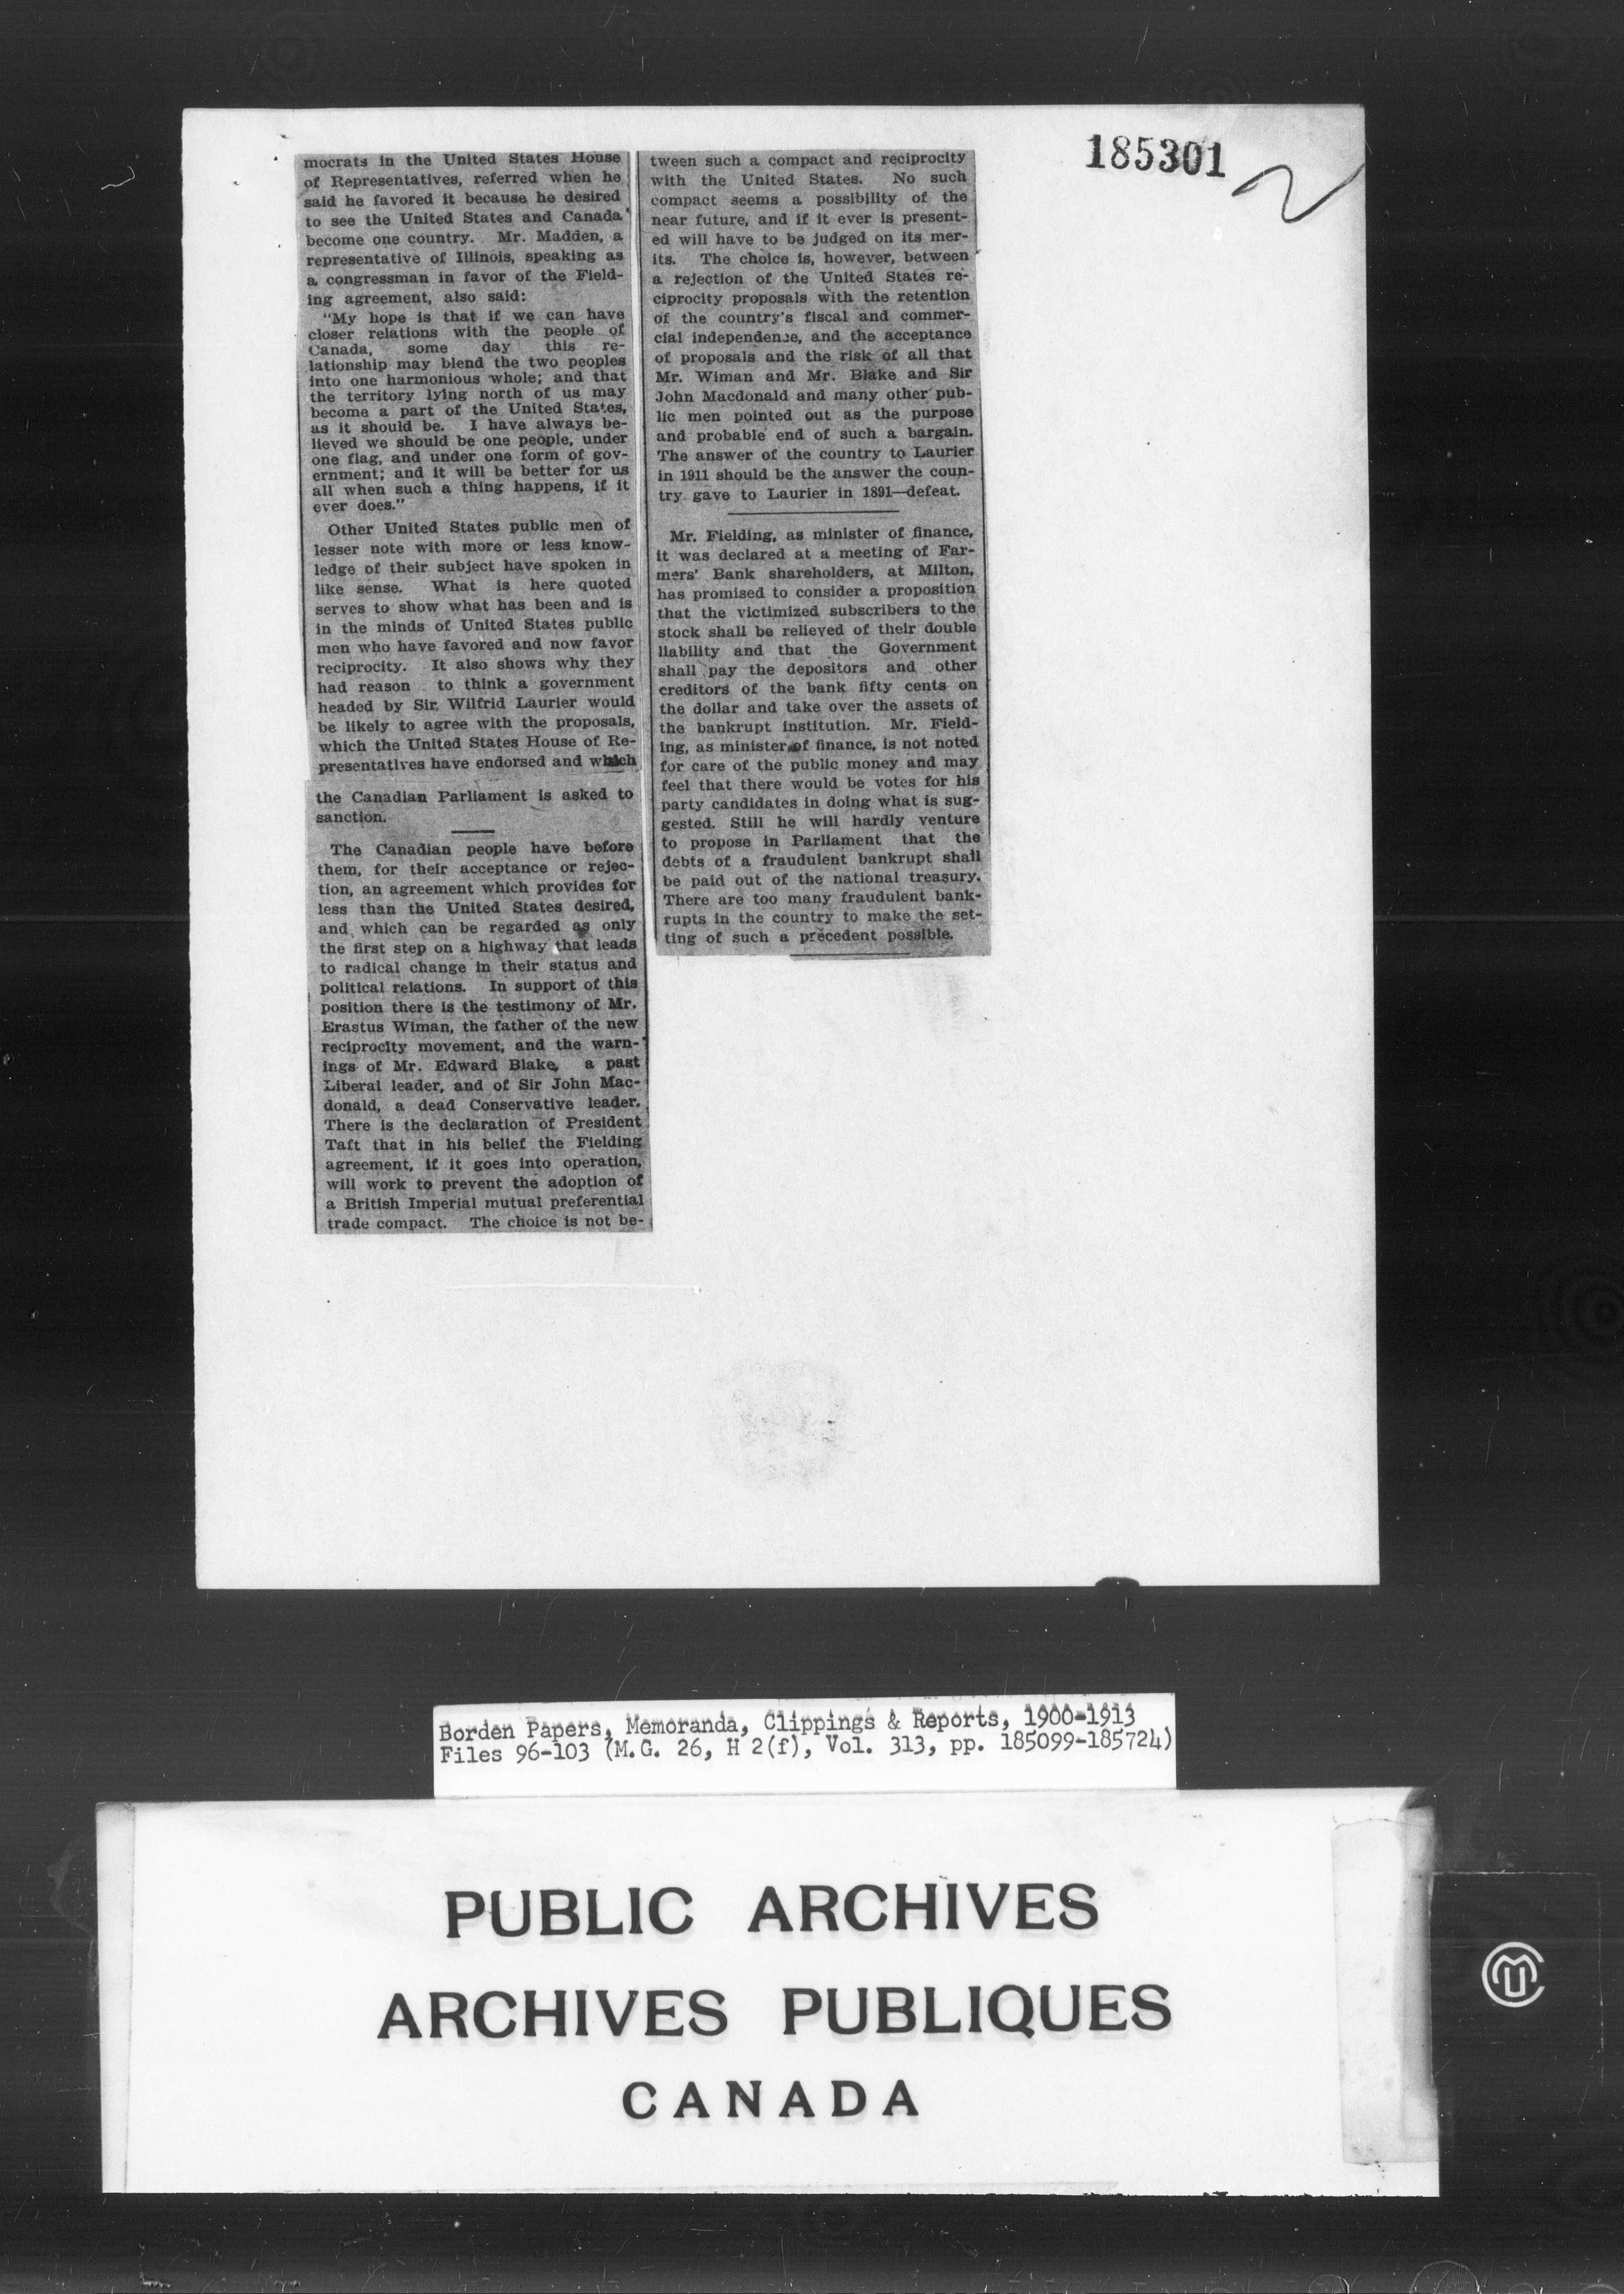 185301
mocrats in the United States House
of Representatives, referred when he
said he favored it because he desired
to see the United States and Canada
become one country. Mr. Madden, a
representative of Illinois, speaking as
a congressman in favor of the Field-
ing agreement, also said:
"My hope is that if we can have
closer relations with the people of
Canada, some day this re-
lationship may blend the two peoples
into one harmonious whole; and that
the territory lying north of us may
become a part of the United States,
as it should be. I have always be-
lieved we should be one people, under
one flag, and under one form of gov-
ernment; and it will be better for us
all when such a thing happens, if it
ever does."
Other United States public men of
lesser note with more or less know-
ledge of their subject have spoken in
like sense. What is here quoted
serves to show what has been and is
in the minds of United States public
men who have favored and now favor
reciprocity. It also shows why they
had reason to think a government
headed by Sir Wilfrid Laurier would
be likely to agree with the proposals,
which the United States House of Re-
presentatives have endorsed and which
the Canadian Parliament is asked to
sanction.
The Canadian people have before
them, for their acceptance or rejec-
tion, an agreement which provides for
less than the United States desired,
and which can be regarded as only
the first step on a highway that leads
to radical change in their status and
political relations. In support of this
position there is the testimony of Mr.
Erastus Wiman, the father of the new
reciprocity movement, and the warn-
ings of Mr. Edward Blake, a past
Liberal leader, and of Sir John Mac-
donald, a dead Conservative leader.
There is the declaration of President
Taft that in his belief the Fielding
agreement, if it goes into operation,
will work to prevent the adoption of
a British Imperial mutual preferential
trade compact. The choice is not be-
tween such a compact and reciprocity
with the United States. No such
compact seems a possibility of the
near future, and if it ever is present-
ed will have to be judged on its mer-
its. The choice is, however, between
a rejection of the United States re-
ciprocity proposals with the retention
of the country's fiscal and commer-
cial independence, and the acceptance
of proposals and the risk of all that
Mr. Wiman and Mr. Blake and Sir
John Macdonald and many other pub-
lic men pointed out as the purpose
and probable end of such a bargain.
The answer of the country to Laurier
in 1911 should be the answer the coun-
try gave to Laurier in 1891—defeat.
Mr. Fielding, as minister of finance,
it was declared at a meeting of Far-
mers' Bank shareholders, at Milton,
has promised to consider a proposition
that the victimized subscribers to the
stock shall be relieved of their double
liability and that the Government
shall pay the depositors and other
creditors of the bank fifty cents on
the dollar and take over the assets of
the bankrupt institution. Mr. Field-
ing, as minister of finance, is not noted
for care of the public money and may
feel that there would be votes for his
party candidates in doing what is sug-
gested. Still he will hardly venture
to propose in Parliament that the
debts of a fraudulent bankrupt shall
be paid out of the national treasury.
There are too many fraudulent bank-
rupts in the country to make the set-
ting of such a precedent possible.
Borden Papers, Memoranda, Clippings & Reports, 1900-1913
Files 96-103 (M.G. 26, H 2(f), Vol. 313, pp. 185099-185724)
PUBLIC ARCHIVES
ARCHIVES PUBLIQUES
CANADA